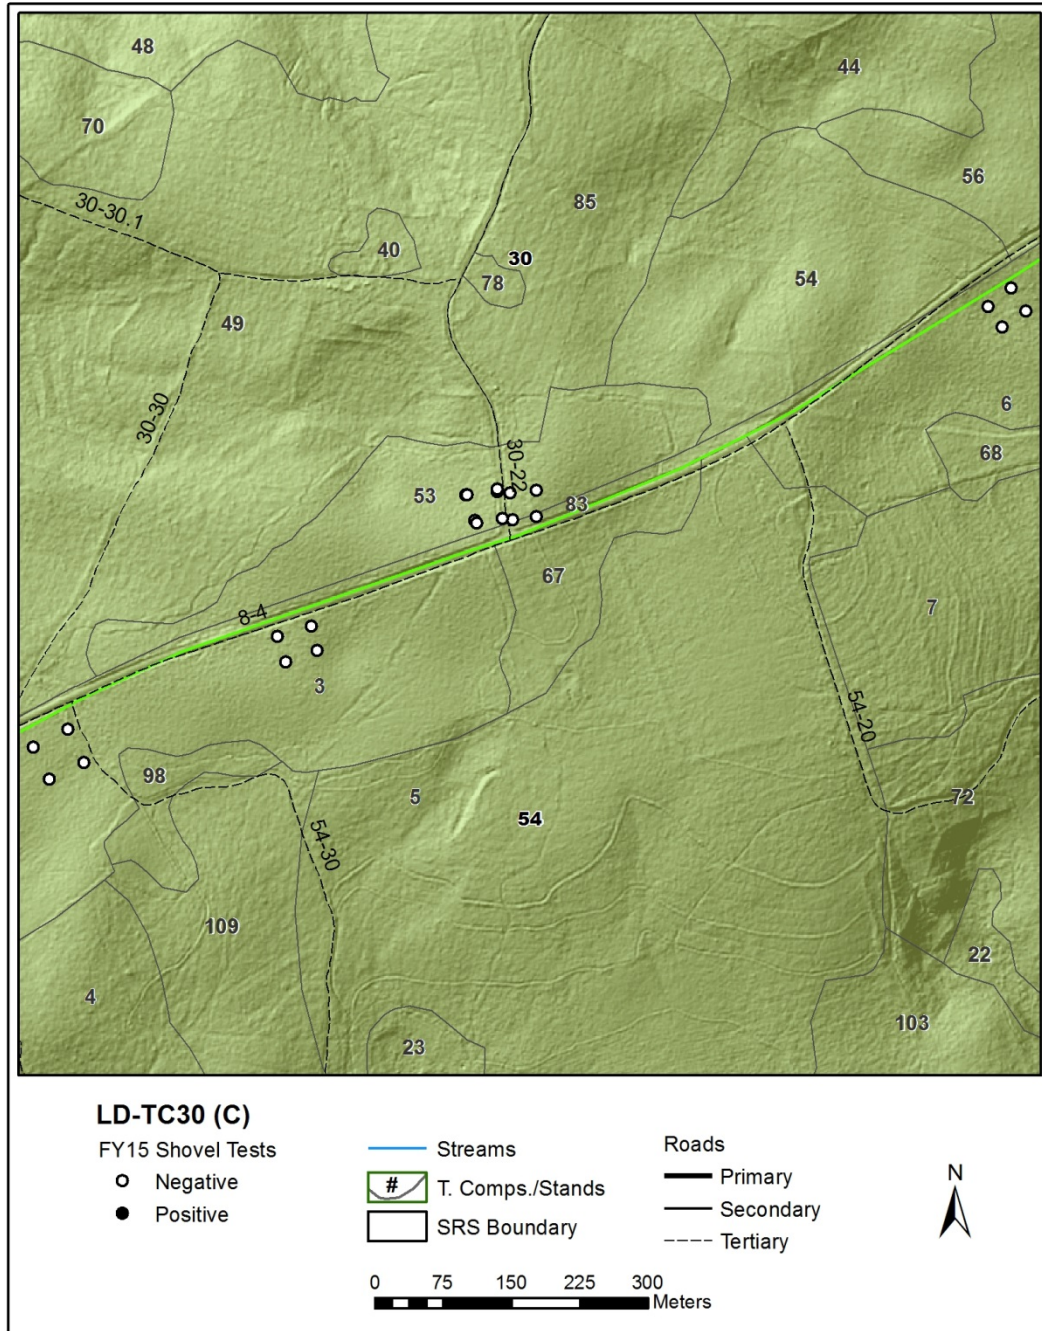 48
44
70
56
85
30-30.1
40
30
78
54
49
6
30-30
68
30-22
53
83
67
7
8-4
3
54-20
98
5
72
54
54-30
109
22
4
103
23
LD-TC30 (C)
FY15 Shovel Tests
Negative
Positive
Streams
#
T. Comps./Stands
SRS Boundary
Roads
Primary
Secondary
Tertiary
N
0 75 150 225 300
Meters